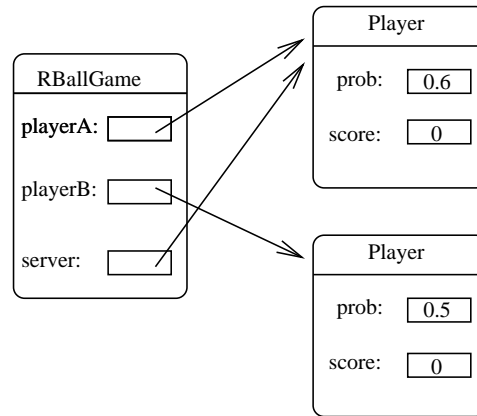 RBallGame
playerA:
playerB:
server:
Player
prob: 0.6
score: 0
Player
prob: 0.5
score: 0